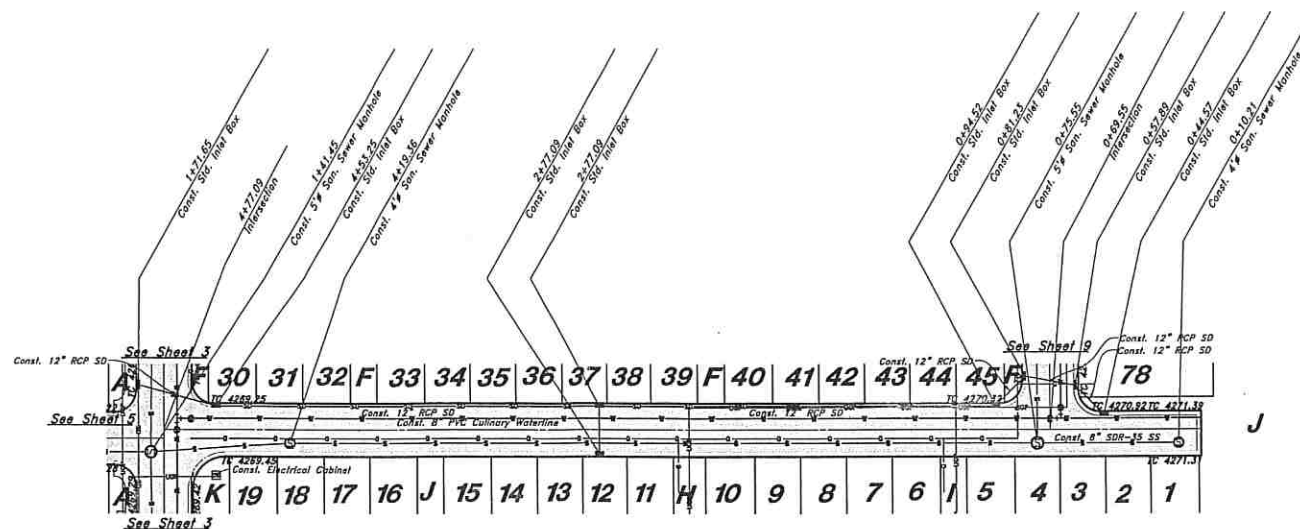 1+71.65
Const. Std. Inlet Box
4+77.09
Intersection
1+41.45
Const. 5'ø San. Sewer Manhole
4+53.25
Const. Std. Inlet Box
4+19.36
Const. 4'ø San. Sewer Manhole
2+77.09
Const. Std. Inlet Box
2+77.09
Const. Std. Inlet Box
0+94.52
Const. Std. Inlet Box
0+81.23
Const. Std. Inlet Box
0+75.55
Const. 5'ø San. Sewer Manhole
0+69.55
Intersection
0+57.89
Const. Std. Inlet Box
0+44.57
Const. Std. Inlet Box
0+10.21
Const. 4'ø San. Sewer Manhole
See Sheet 3
Const. 12" RCP SD
See Sheet 9
Const. 12" RCP SD
Const. 12" RCP SD
Const. 12" RCP SD
A F 30 31 32 F 33 34 35 36 37 38 39 F 40 41 42 43 44 45 F 78
TC 4269.25
TC 4270.92 TC 4271.39
Const. 12" RCP SD
Const. 12" RCP SD
Const. 8" PVC Culinary Waterline
See Sheet 5
J
Const. 8" SDR-35 SS
TC 4269.45
TC 4271.31
Const. Electrical Cabinet
A K 19 18 17 16 J 15 14 13 12 11 H 10 9 8 7 6 I 5 4 3 2 1
See Sheet 3